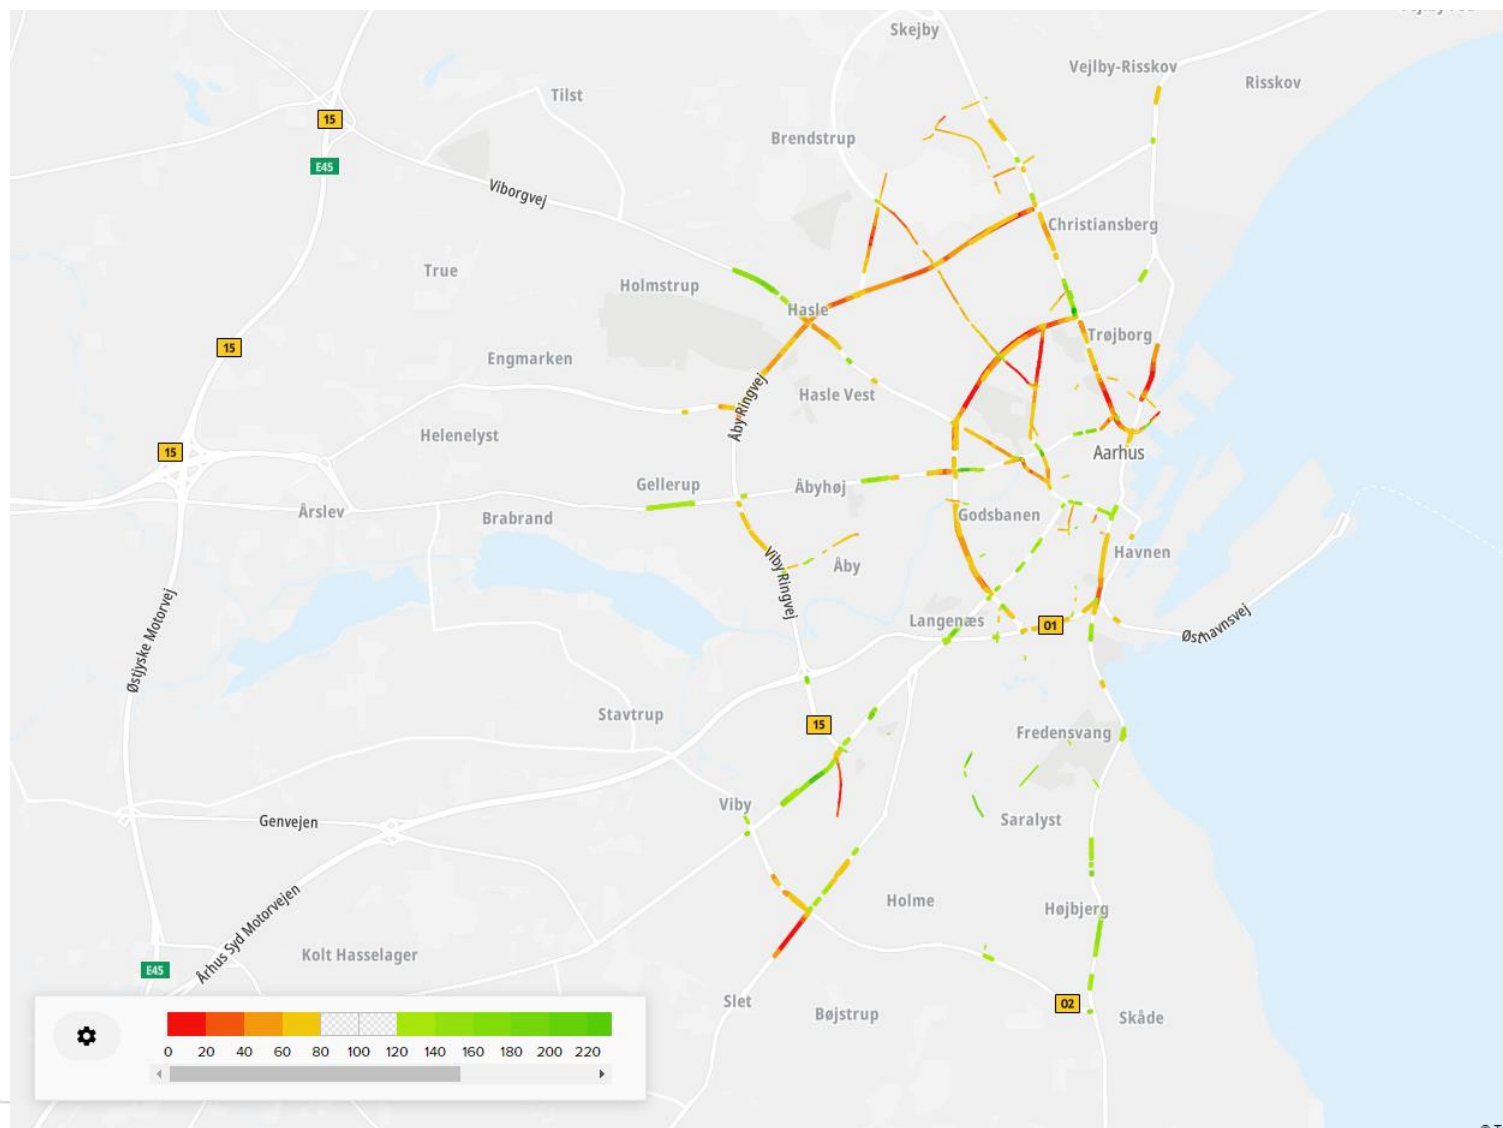 Skejby
Vejlby-Risskov
Risskov
Tilst
15
Brendstrup
E45
Viborgvej
Christiansberg
True
Holmstrup
Hasle
Trøjborg
15
Engmarken
Hasle Vest
Åby Ringvej
Helenelyst
15
Aarhus
Gellerup
Åbyhøj
Årslev
Brabrand
Godsbanen
Havnen
Viby Ringvej
Åby
Langenæs
01
Østhavnsvej
Østjyske Motorvej
Stavtrup
15
Fredensvang
Viby
Genvejen
Saralyst
Holme
Højbjerg
Århus Syd Motorvejen
Kolt Hasselager
E45
Slet
02
Bøjstrup
Skåde
0 20 40 60 80 100 120 140 160 180 200 220